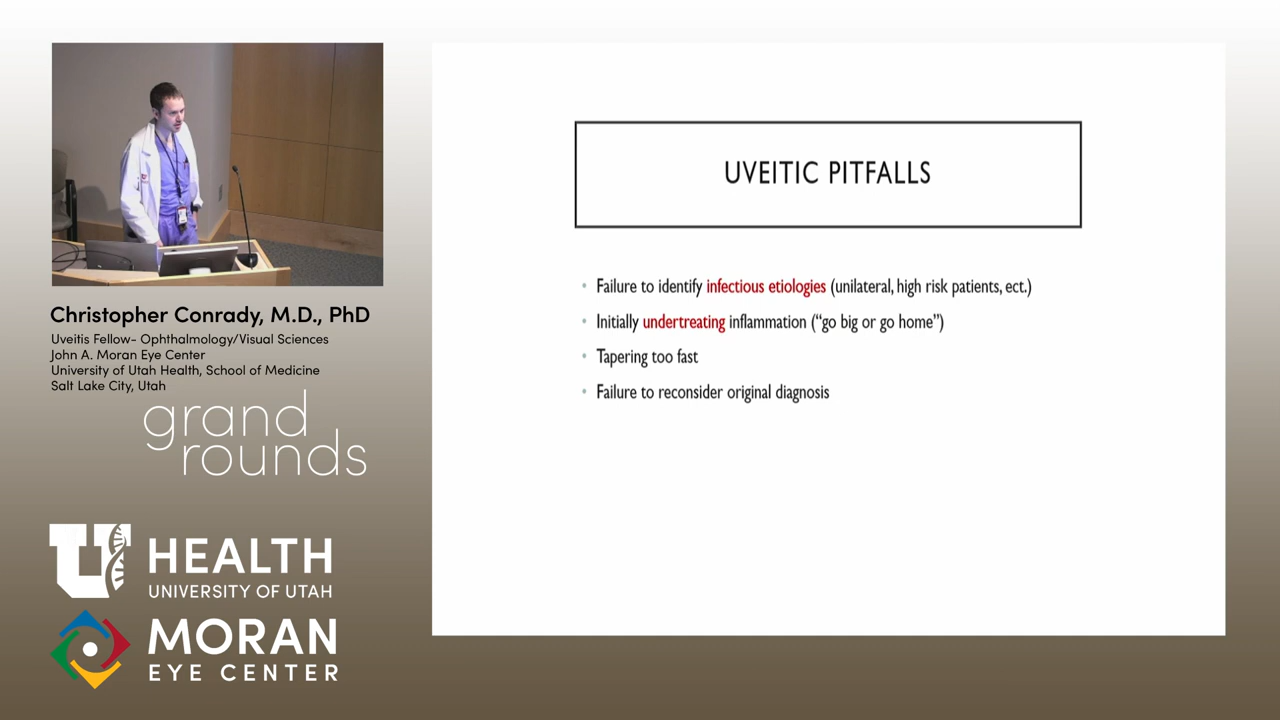 Christopher Conrady, M.D., PhD
Uveitis Fellow- Ophthalmology/Visual Sciences
John A. Moran Eye Center
University of Utah Health, School of Medicine
Salt Lake City, Utah
grand
rounds
U HEALTH
UNIVERSITY OF UTAH
MORAN
EYE CENTER
UVEITIC PITFALLS
• Failure to identify infectious etiologies (unilateral, high risk patients, ect.)
• Initially undertreating inflammation (“go big or go home”)
• Tapering too fast
• Failure to reconsider original diagnosis